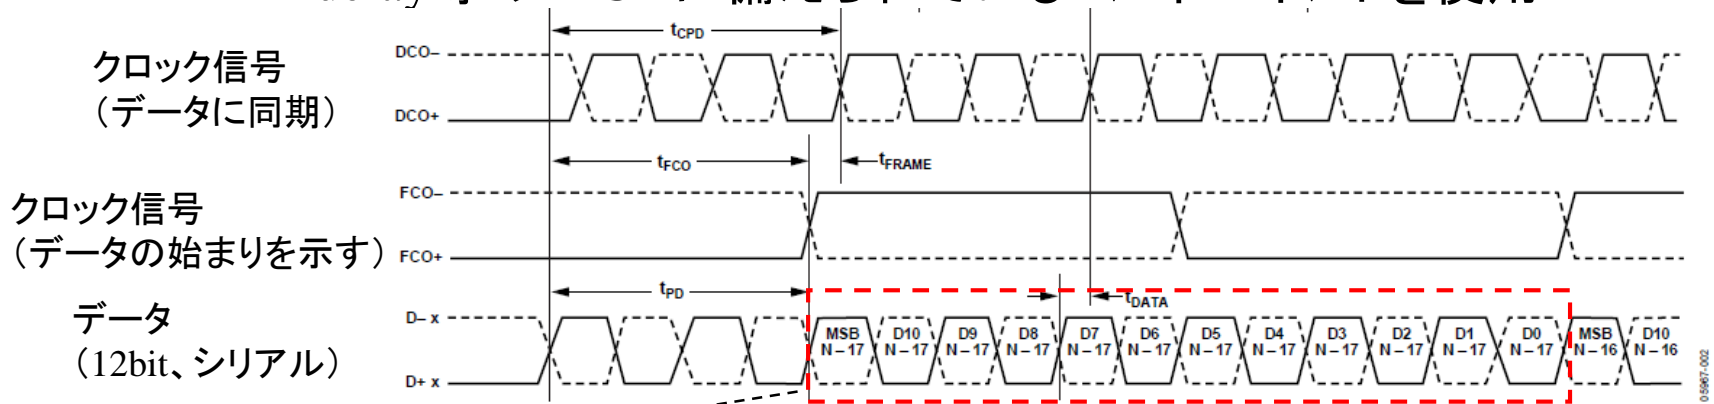 tCPD
クロック信号
(データに同期)
DCO–
DCO+
tFCO
tFRAME
クロック信号
(データの始まりを示す)
FCO–
FCO+
tPD
tDATA
データ
(12bit、シリアル)
D– x
D+ x
MSB N – 17
D10 N – 17
D9 N – 17
D8 N – 17
D7 N – 17
D6 N – 17
D5 N – 17
D4 N – 17
D3 N – 17
D2 N – 17
D1 N – 17
D0 N – 17
MSB N – 16
D10 N – 16
05967-002